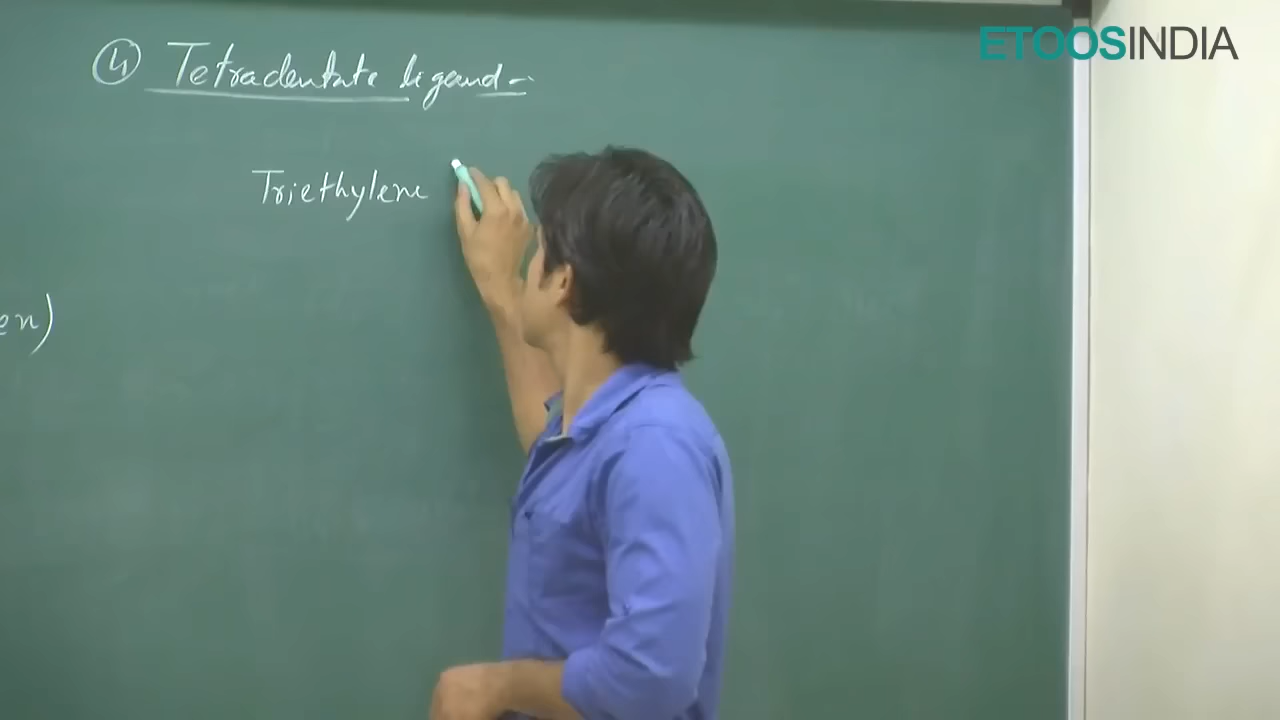 ETOOSINDIA
④ Tetradentate ligand :-
Triethylene
en)